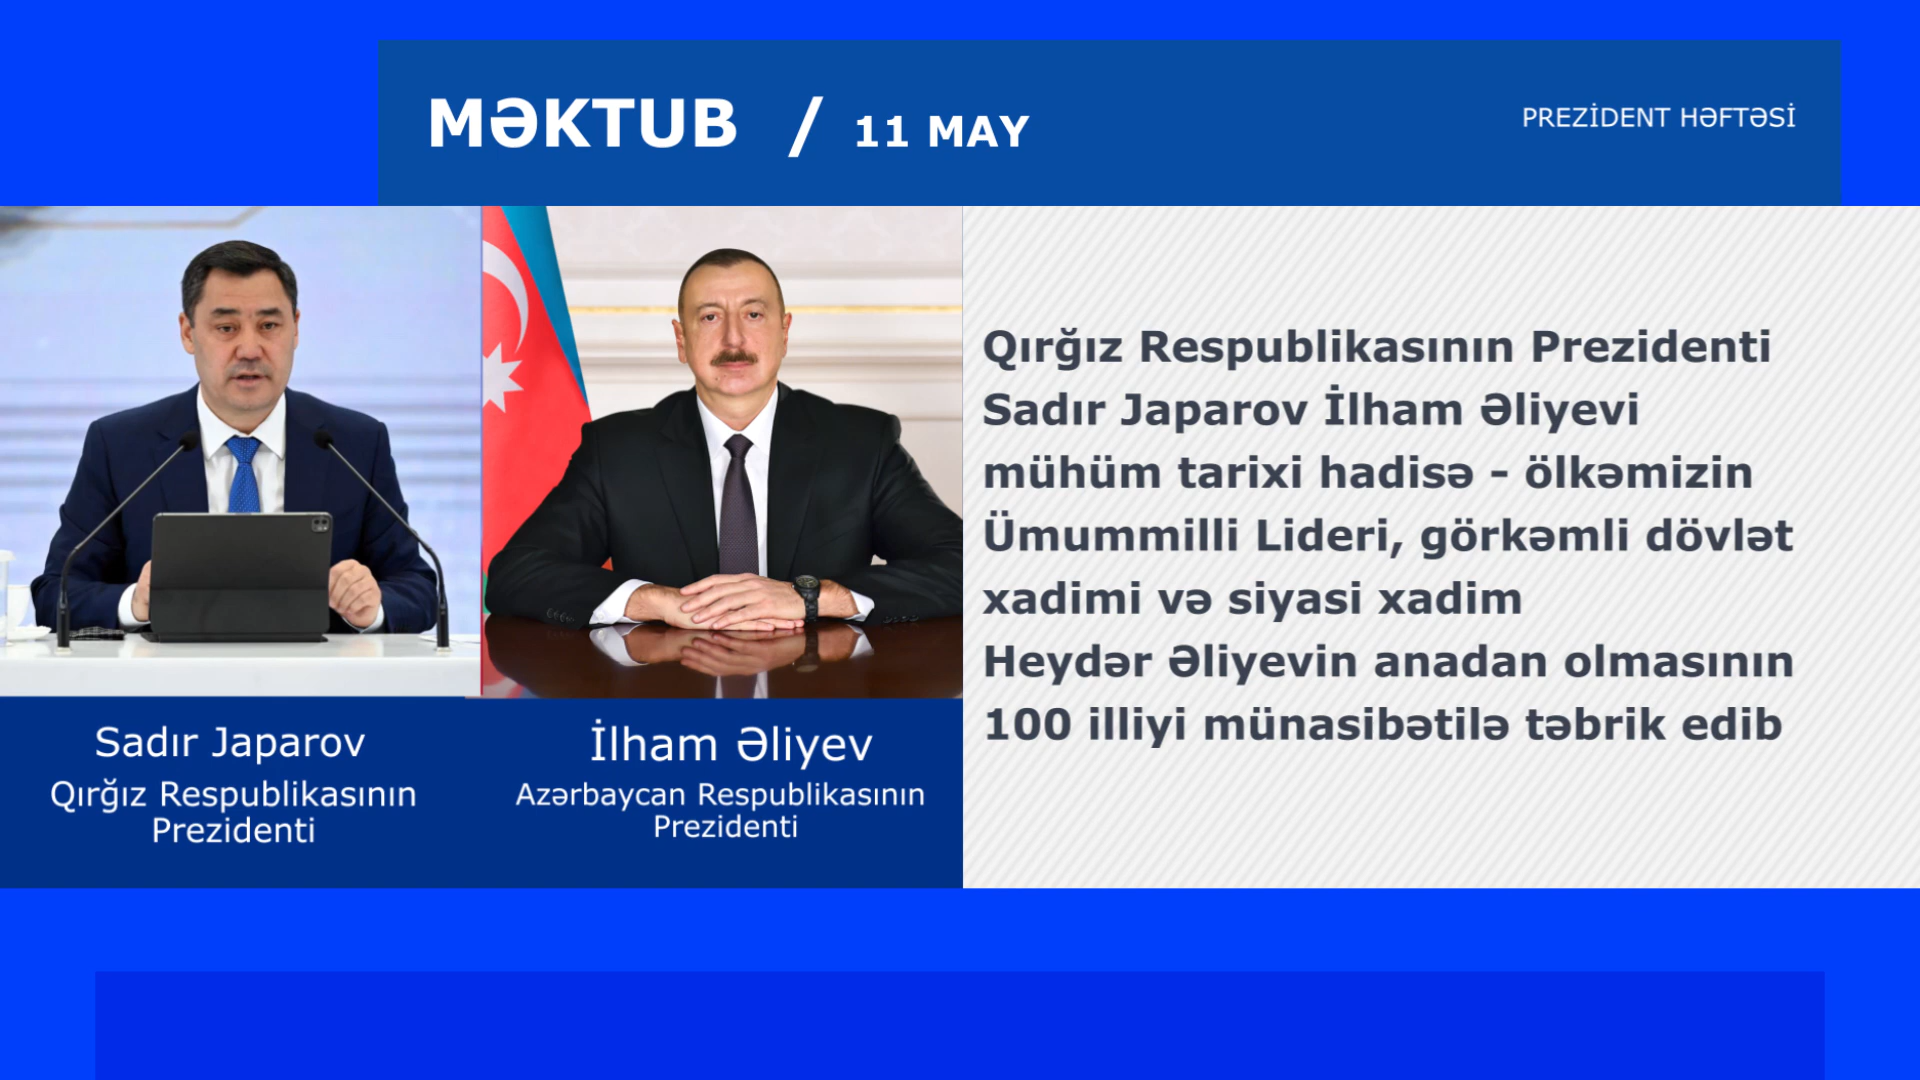 MƏKTUB / 11 MAY
PREZİDENT HƏFTƏSİ
Sadır Japarov
Qırğız Respublikasının
Prezidenti
İlham Əliyev
Azərbaycan Respublikasının
Prezidenti
Qırğız Respublikasının Prezidenti
Sadır Japarov İlham Əliyevi
mühüm tarixi hadisə - ölkəmizin
Ümummilli Lideri, görkəmli dövlət
xadimi və siyasi xadim
Heydər Əliyevin anadan olmasının
100 illiyi münasibətilə təbrik edib